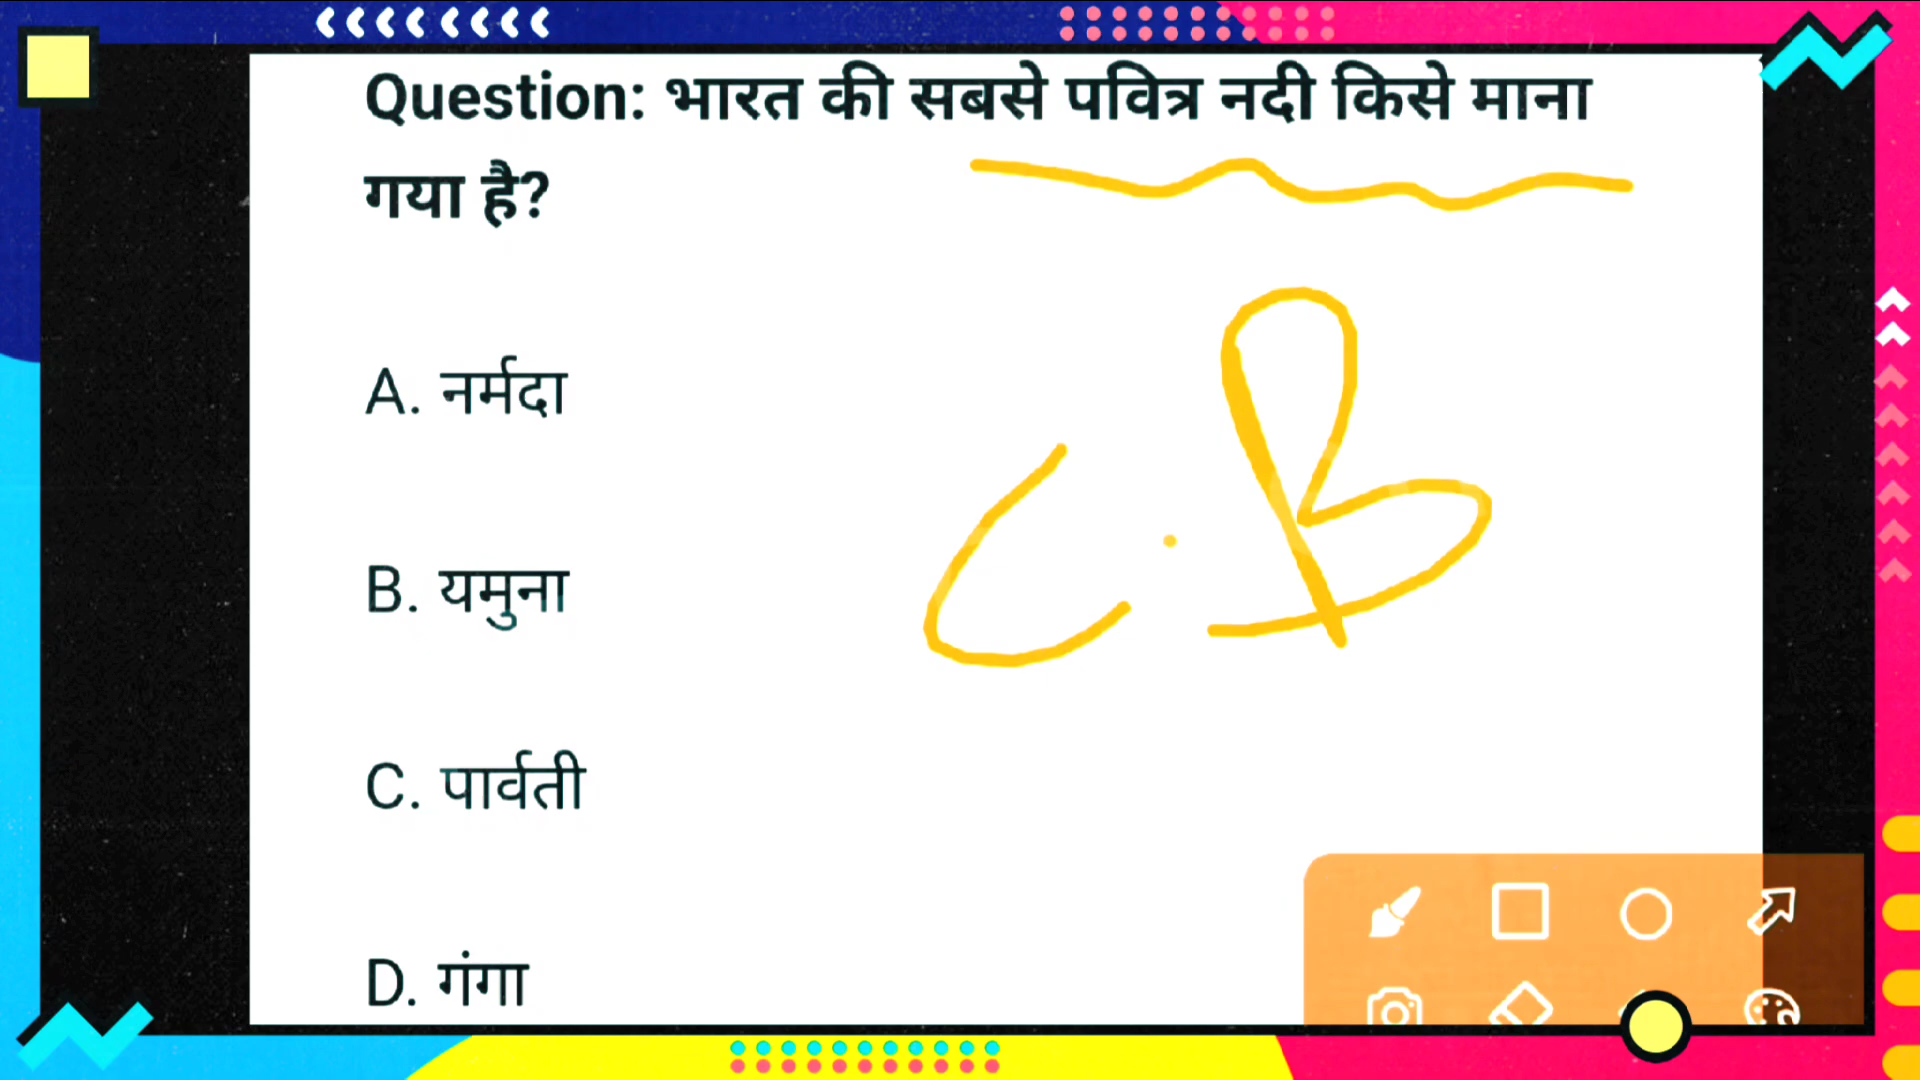 Question: भारत की सबसे पवित्र नदी किसे माना
गया है?
A. नर्मदा
C. B
B. यमुना
C. पार्वती
D. गंगा